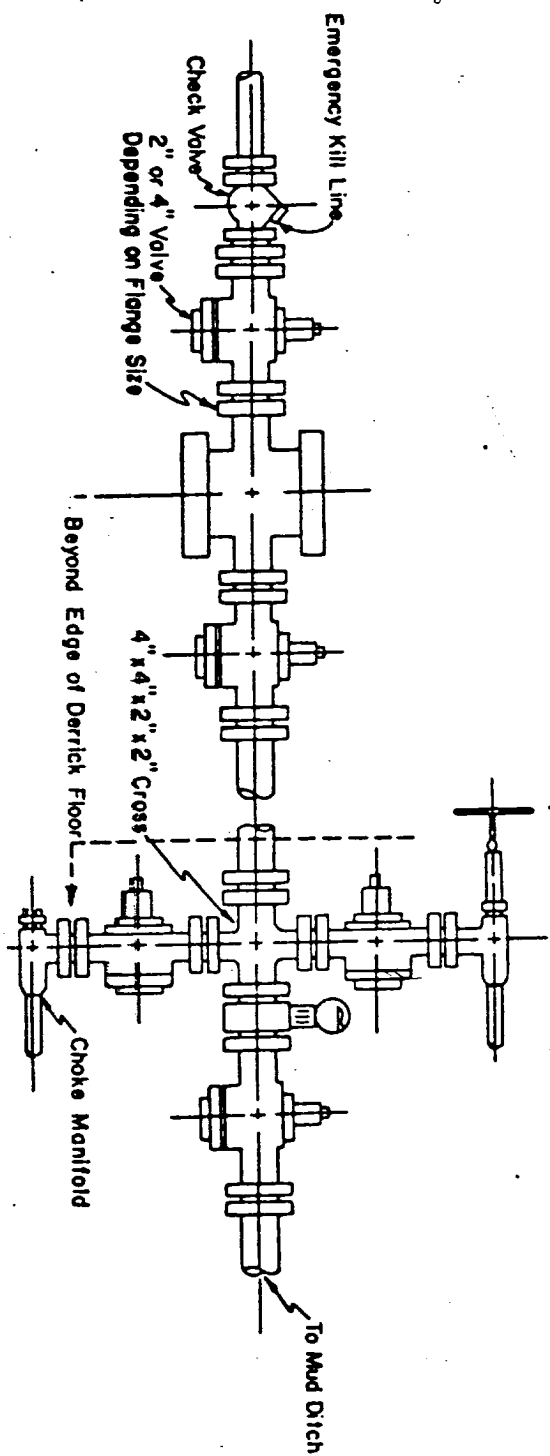 Emergency Kill Line
Check Valve
2" or 4" Valve
Depending on Flange Size
Beyond Edge of Derrick Floor
4"x4"x2"x2" Cross
Choke Manifold
To Mud Ditch